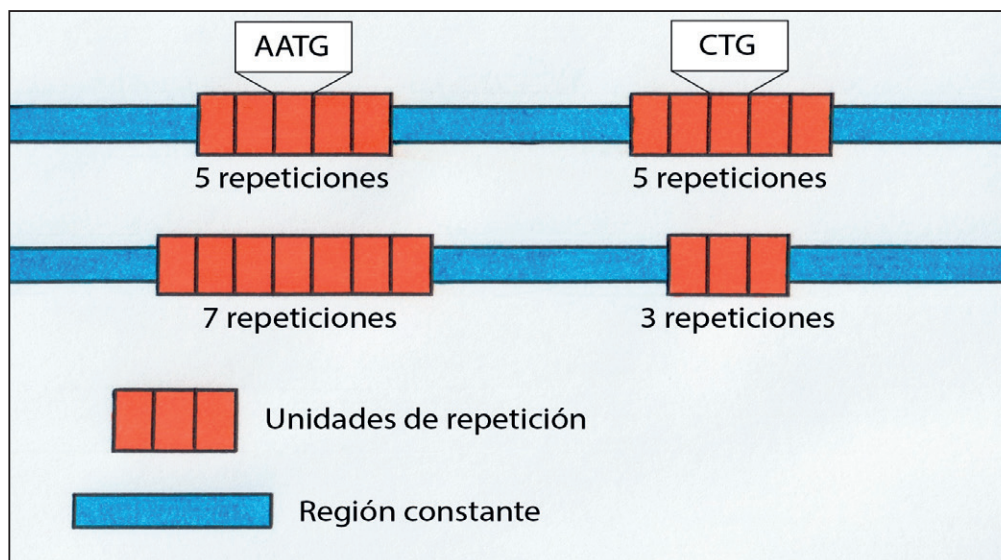 AATG
CTG
5 repeticiones
5 repeticiones
7 repeticiones
3 repeticiones
Unidades de repetición
Región constante